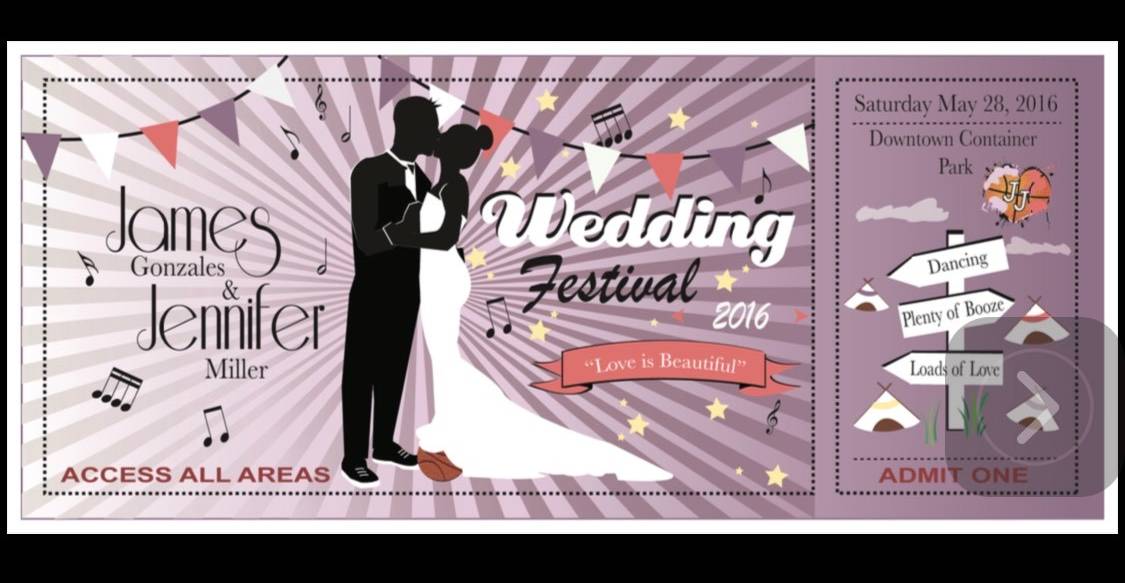 James
Gonzales
&
Jennifer
Miller
ACCESS ALL AREAS
Wedding
Festival
2016
“Love is Beautiful”
Saturday May 28, 2016
Downtown Container
Park
JJ
Dancing
Plenty of Booze
Loads of Love
ADMIT ONE